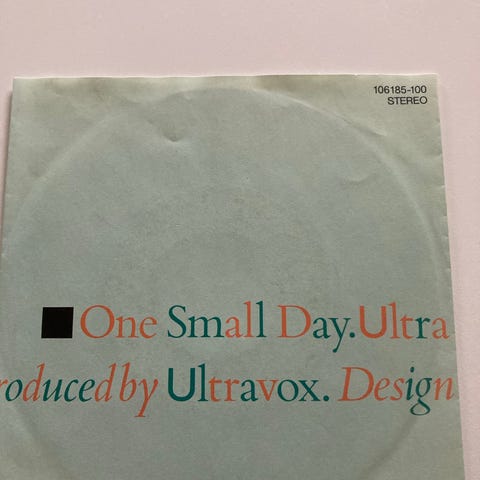 106185-100
STEREO
One Small Day.Ultra
roduced by Ultravox. Design